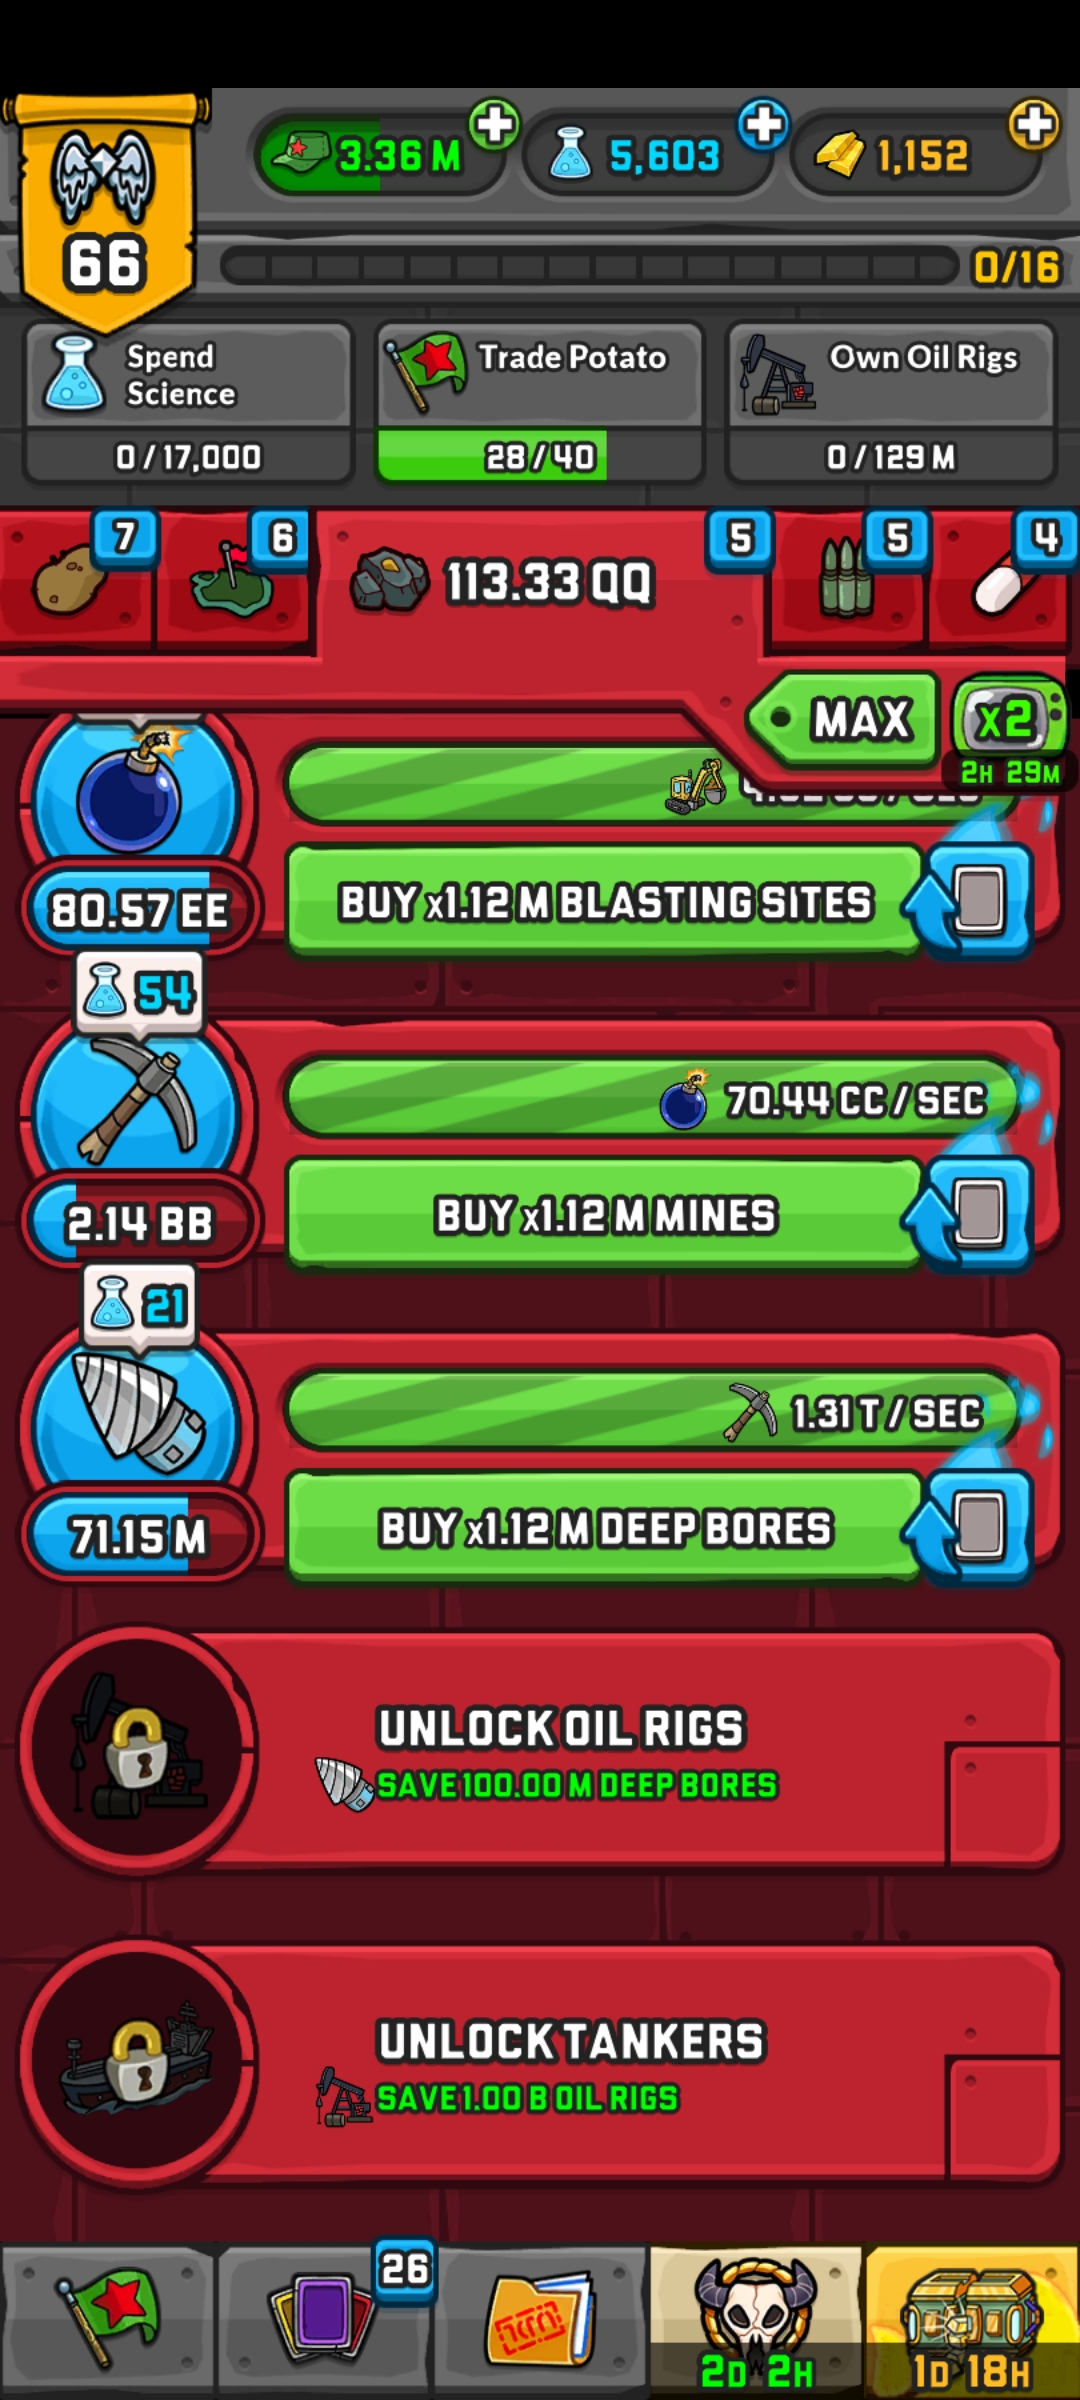 3.36 M
5,603
1,152
66
0/16
Spend
Science
0 / 17,000
Trade Potato
28 / 40
Own Oil Rigs
0 / 129 M
7
6
113.33 QQ
5
5
4
MAX
X2
2H 29M
80.57 EE
BUY x1.12 M BLASTING SITES
54
70.44 CC / SEC
2.14 BB
BUY x1.12 M MINES
21
1.31 T / SEC
71.15 M
BUY x1.12 M DEEP BORES
UNLOCK OIL RIGS
SAVE 100.00 M DEEP BORES
UNLOCK TANKERS
SAVE 1.00 B OIL RIGS
26
2D 2H
1D 18H